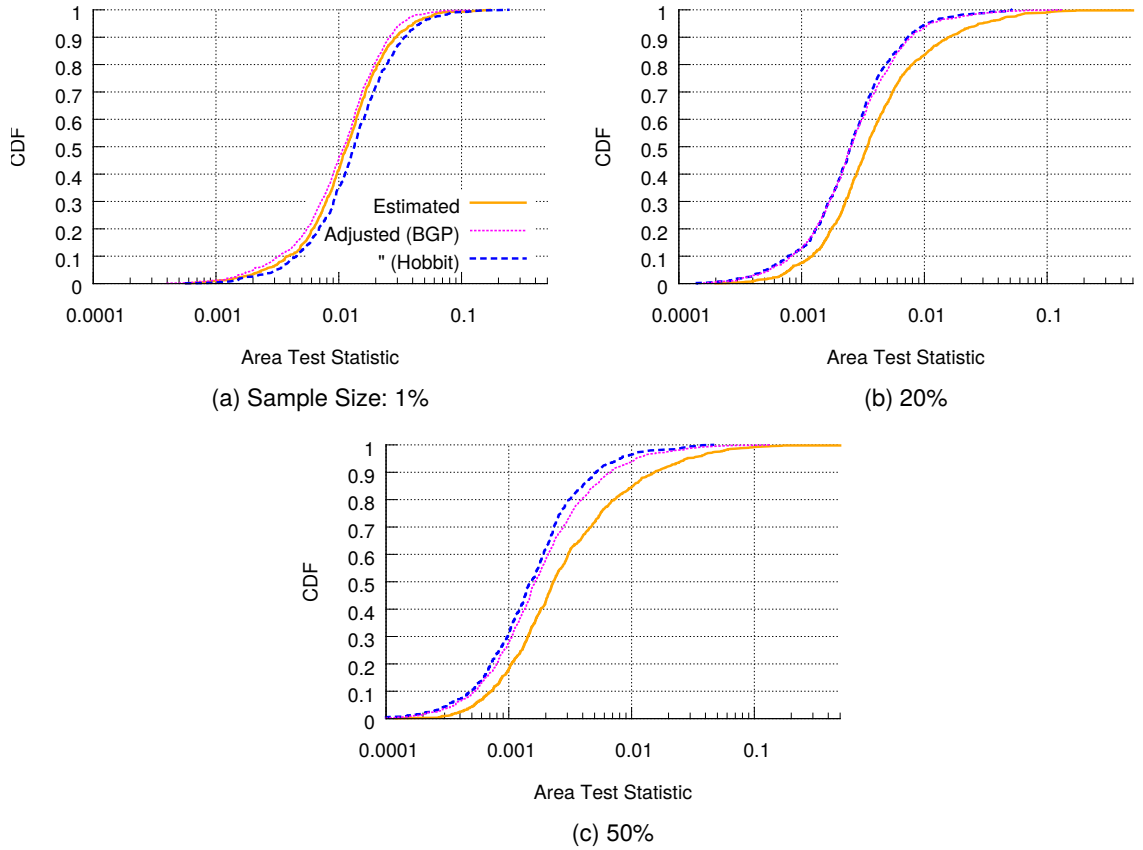 1
0.9
0.8
0.7
0.6
0.5
0.4
0.3
0.2
0.1
0
CDF
0.0001 0.001 0.01 0.1
Area Test Statistic
Estimated
Adjusted (BGP)
" (Hobbit)
(a) Sample Size: 1%
1
0.9
0.8
0.7
0.6
0.5
0.4
0.3
0.2
0.1
0
CDF
0.0001 0.001 0.01 0.1
Area Test Statistic
(b) 20%
1
0.9
0.8
0.7
0.6
0.5
0.4
0.3
0.2
0.1
0
CDF
0.0001 0.001 0.01 0.1
Area Test Statistic
(c) 50%